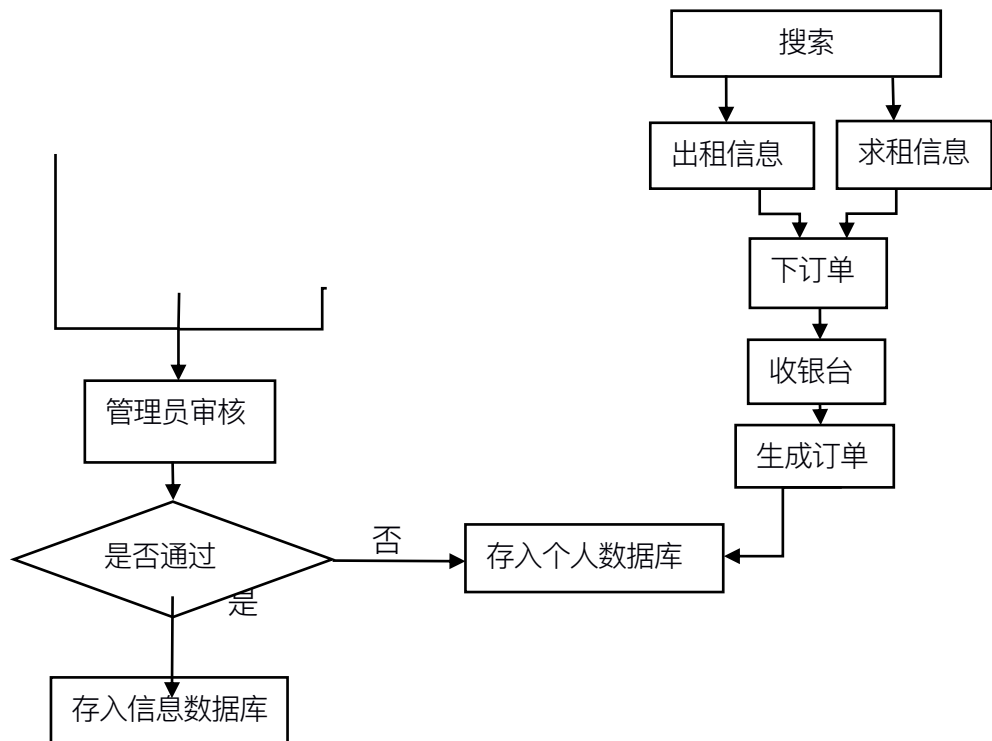 搜索
出租信息
求租信息
下订单
收银台
管理员审核
生成订单
否
是否通过
存入个人数据库
是
存入信息数据库